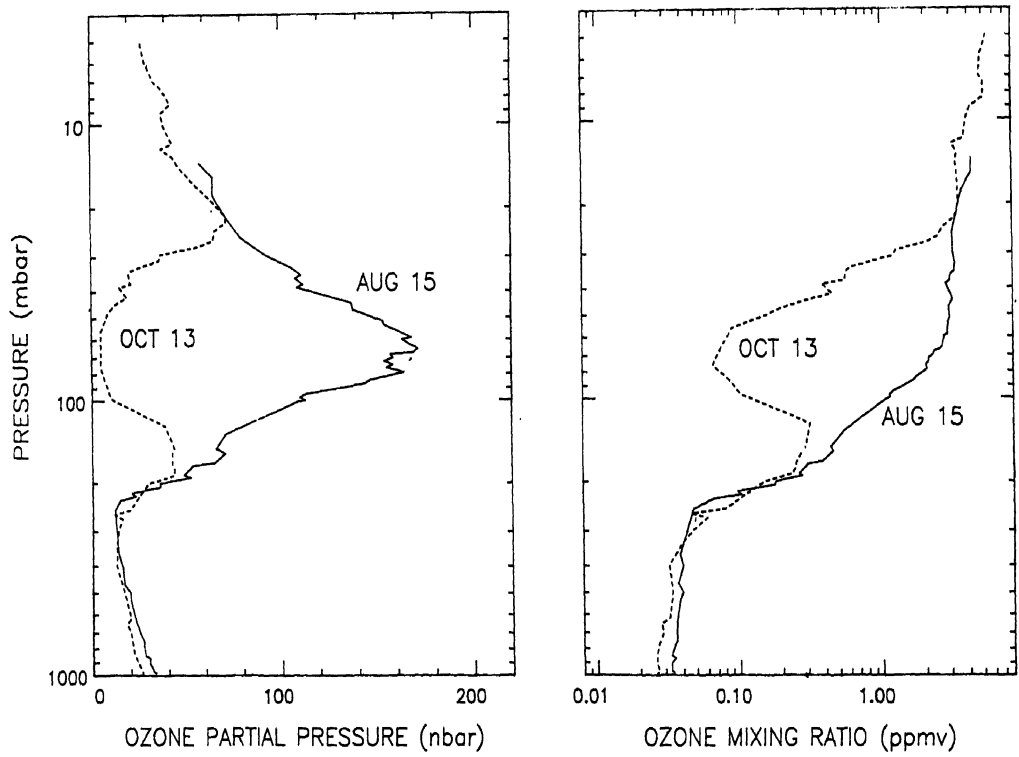 PRESSURE (mbar)
10
100
1000
AUG 15
OCT 13
0
100
200
OZONE PARTIAL PRESSURE (nbar)
OCT 13
AUG 15
0.01
0.10
1.00
OZONE MIXING RATIO (ppmv)